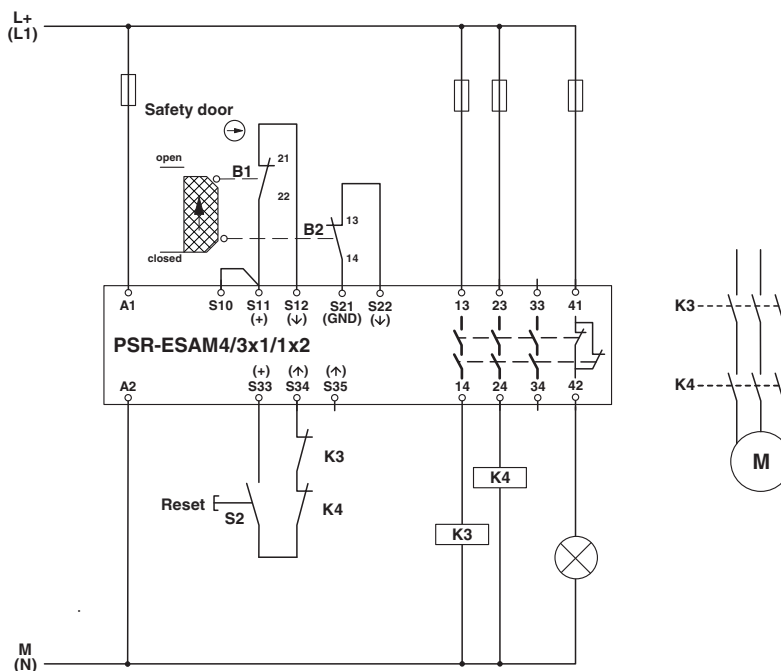 L+
(L1)
Safety door
open
B1
21
22
B2
13
14
closed
A1
S10
S11
(+)
S12
(↓)
S21
(GND)
S22
(↓)
13
23
33
41
PSR-ESAM4/3x1/1x2
A2
(+)
S33
(↑)
S34
(↑)
S35
14
24
34
42
K3
K4
Reset
S2
K4
K3
K3
K4
M
M
(N)